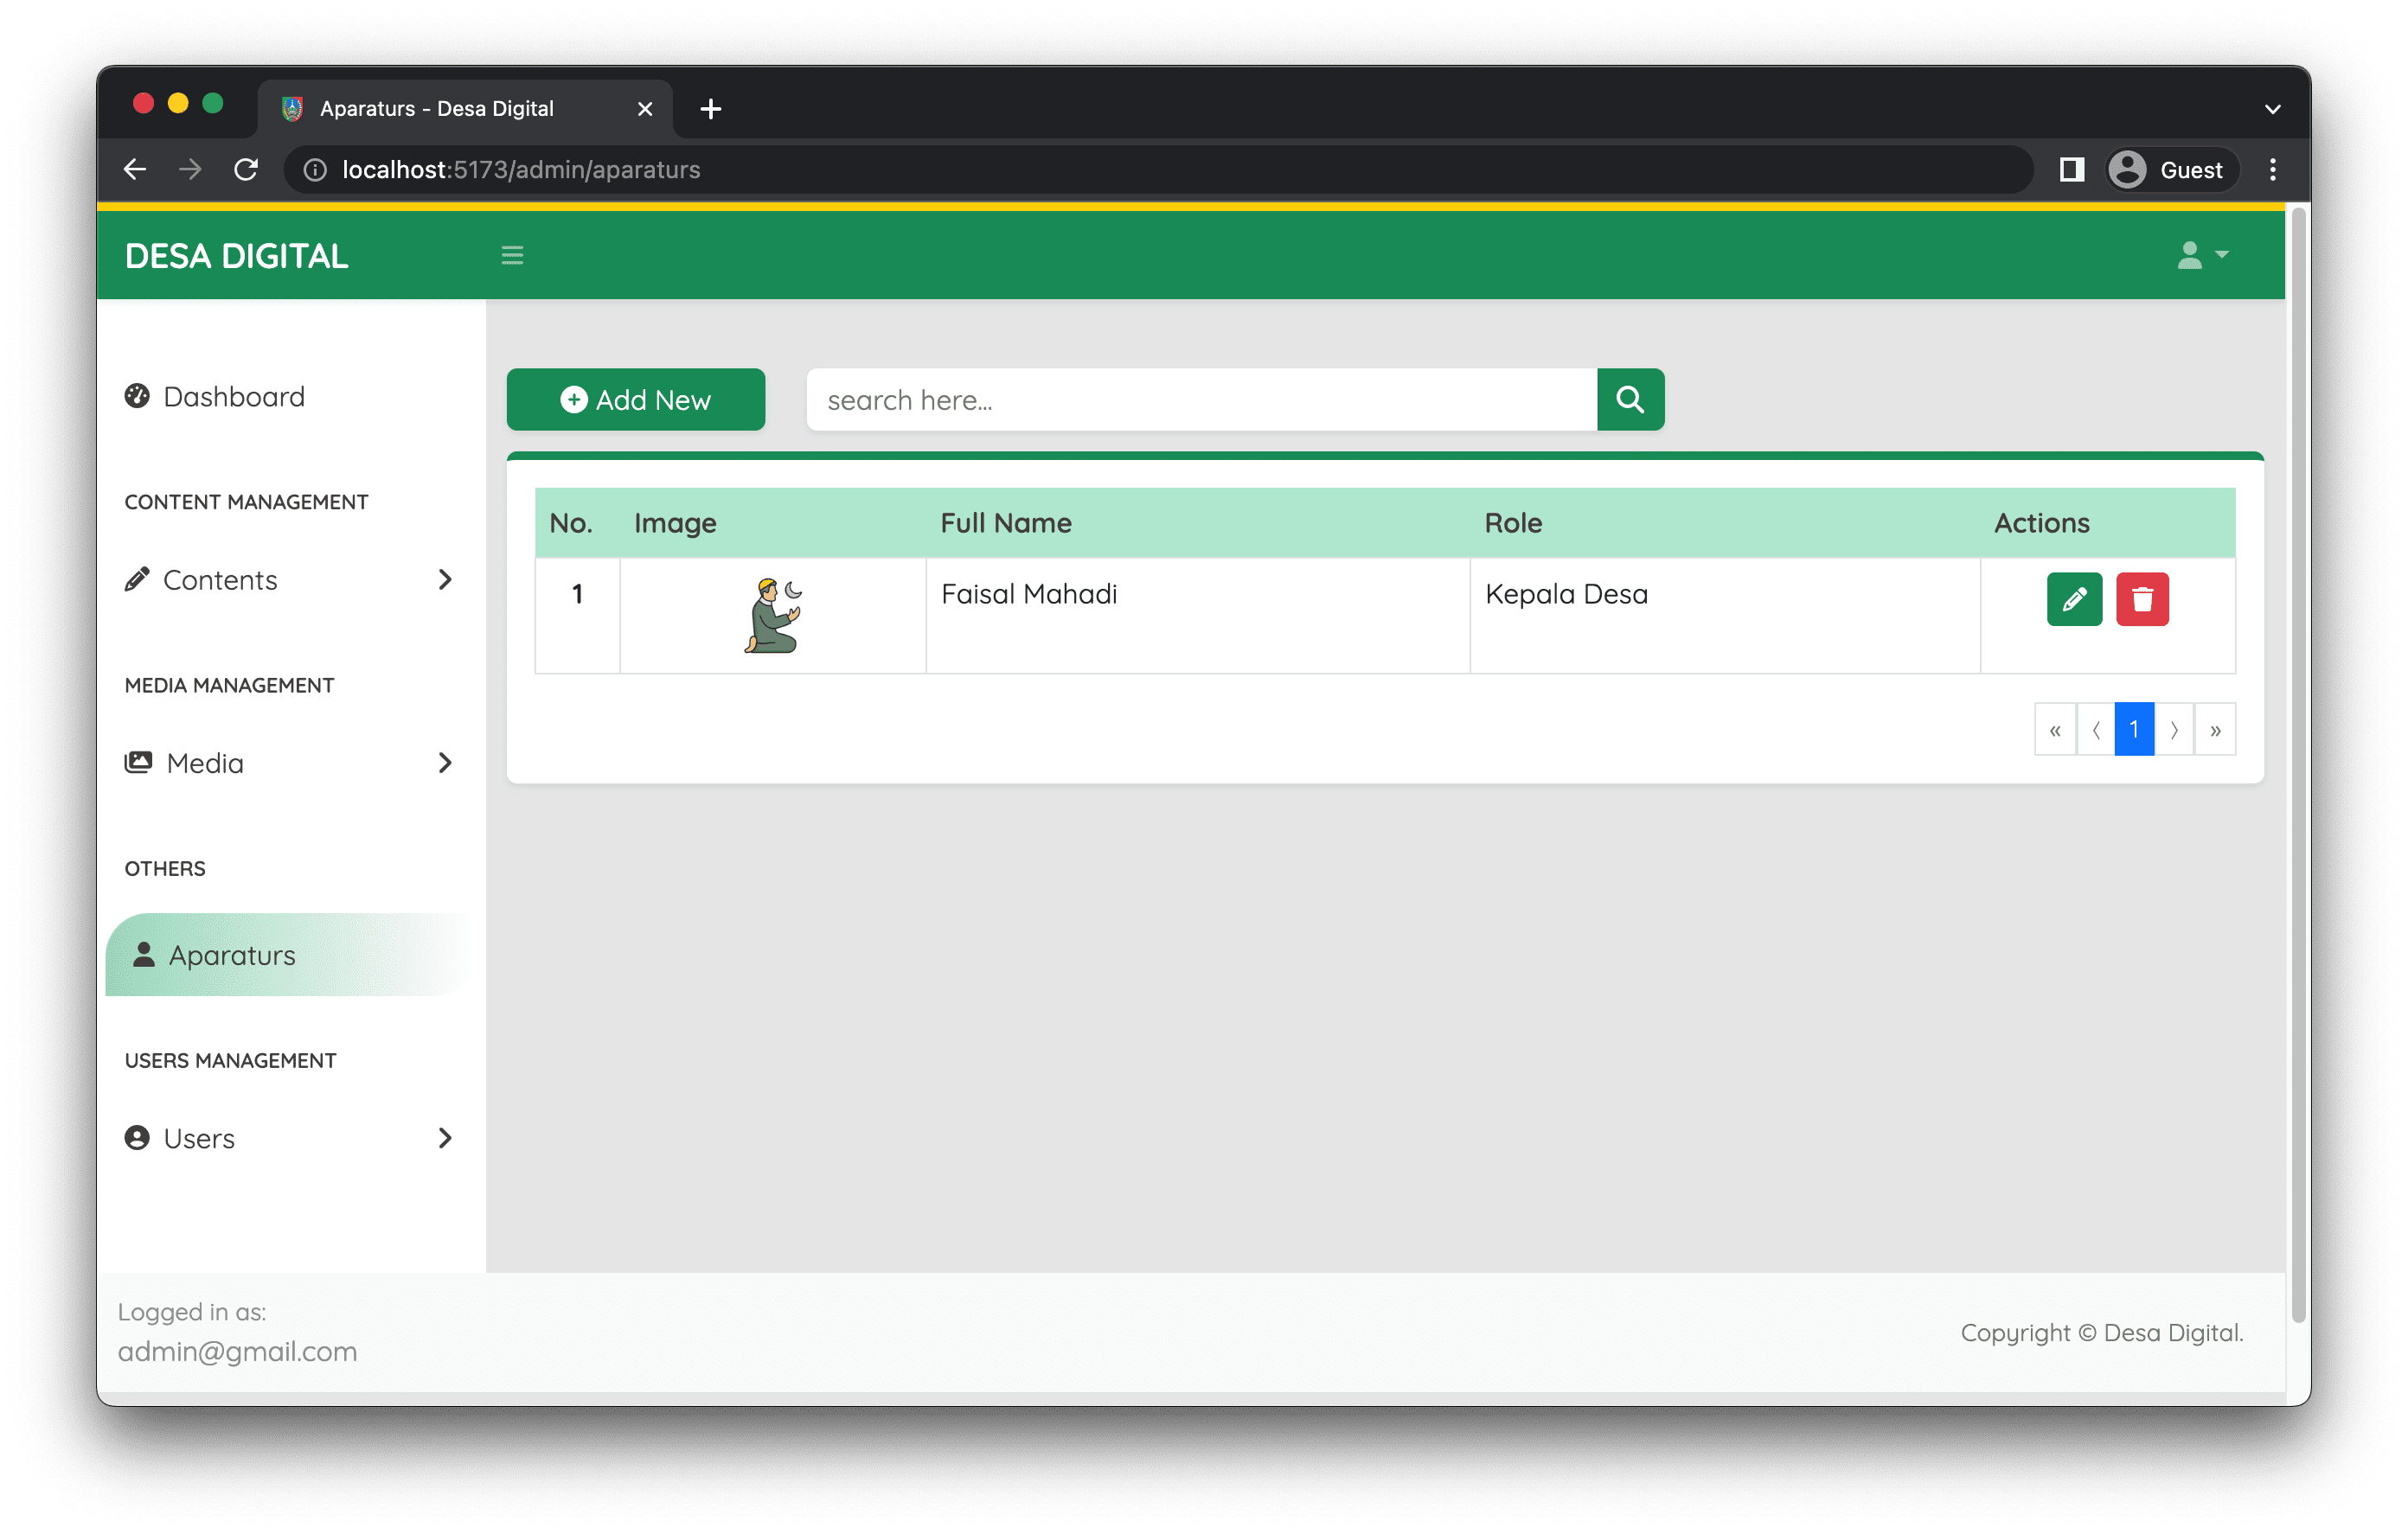 Aparaturs - Desa Digital
localhost:5173/admin/aparaturs
Guest
DESA DIGITAL
Dashboard
CONTENT MANAGEMENT
Contents
MEDIA MANAGEMENT
Media
OTHERS
Aparaturs
USERS MANAGEMENT
Users
Add New
search here...
No. Image Full Name Role Actions
1 Faisal Mahadi Kepala Desa
« 〈 1 〉 »
Logged in as:
admin@gmail.com
Copyright © Desa Digital.